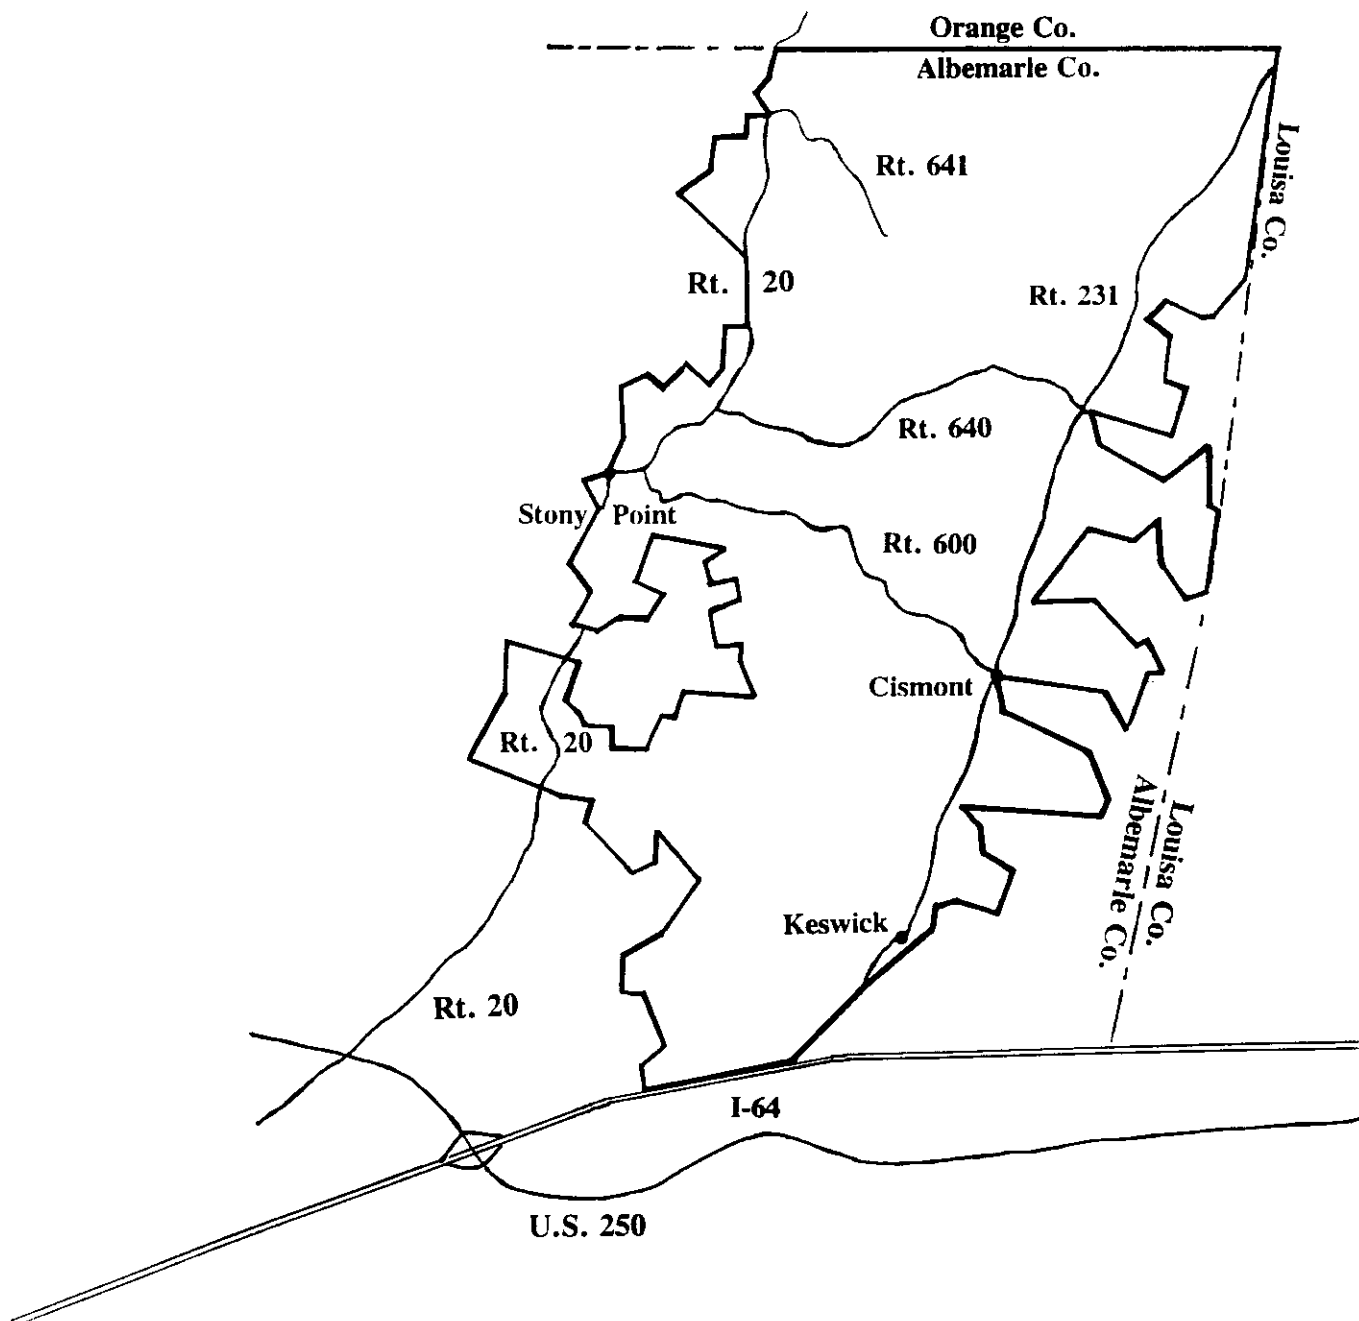 Orange Co.
Albemarle Co.
Louisa Co.
Rt. 641
Rt. 20
Rt. 231
Rt. 640
Stony Point
Rt. 600
Cismont
Rt. 20
Louisa Co.
Albemarle Co.
Keswick
Rt. 20
I-64
U.S. 250